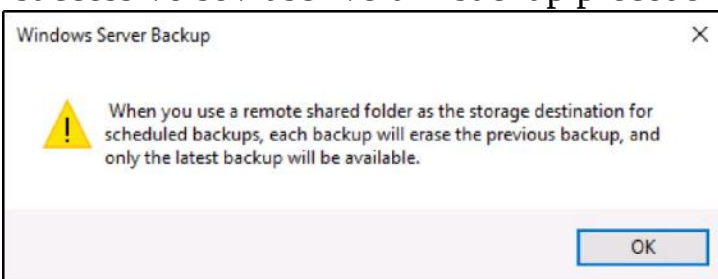 Windows Server Backup
When you use a remote shared folder as the storage destination for
scheduled backups, each backup will erase the previous backup, and
only the latest backup will be available.
OK